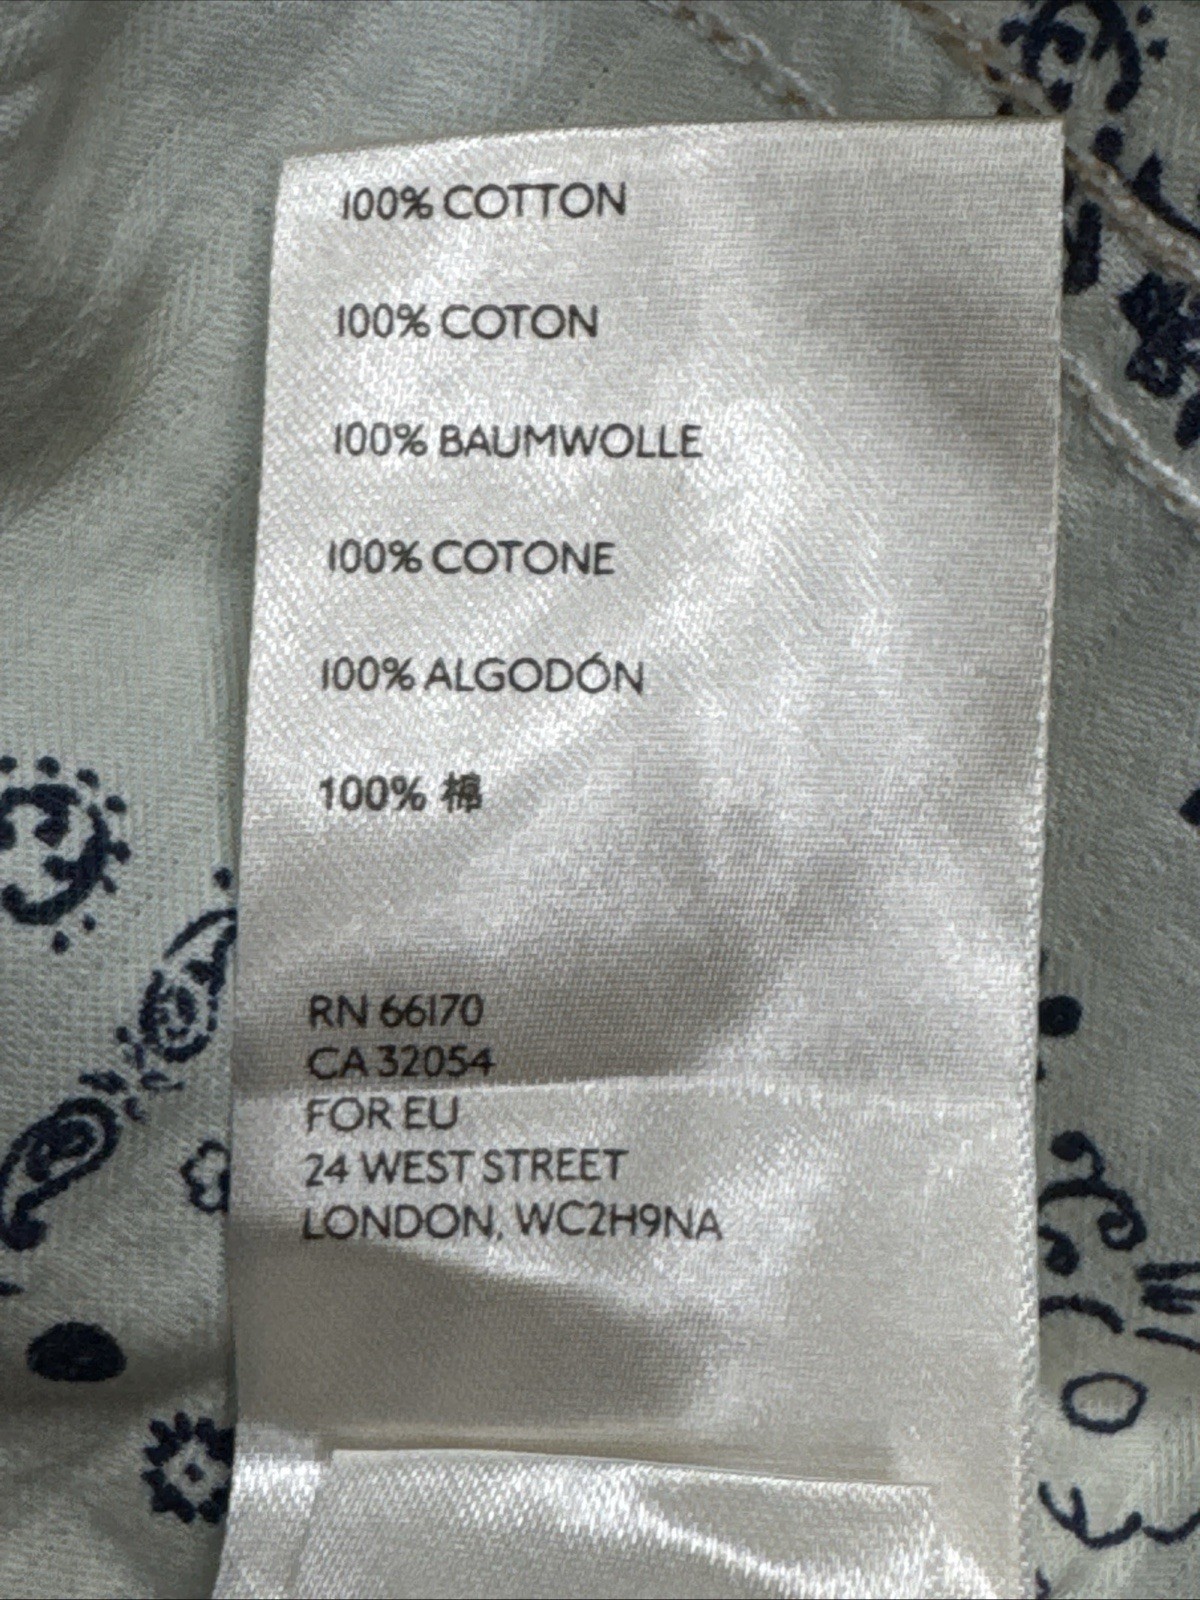 100% COTTON
100% COTON
100% BAUMWOLLE
100% COTONE
100% ALGODÓN
100% 棉
RN 66170
CA 32054
FOR EU
24 WEST STREET
LONDON, WC2H9NA